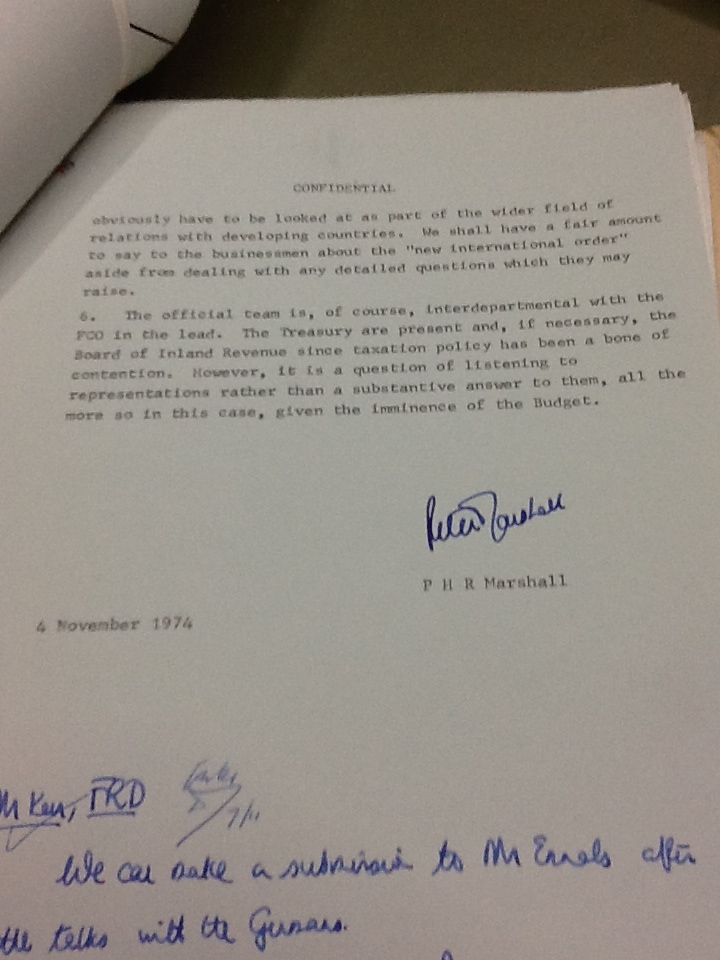 CONFIDENTIAL
obviously have to be looked at as part of the wider field of
relations with developing countries. We shall have a fair amount
to say to the businessmen about the "new international order"
aside from dealing with any detailed questions which they may
raise.
6. The official team is, of course, interdepartmental with the
FCO in the lead. The Treasury are present and, if necessary, the
Board of Inland Revenue since taxation policy has been a bone of
contention. However, it is a question of listening to
representations rather than a substantive answer to them, all the
more so in this case, given the imminence of the Budget.
Peter Marshall
P H R Marshall
4 November 1974
Kerr, TRD
7/11
We can make a submission to Mr Ennals after
the talks with the Germans.